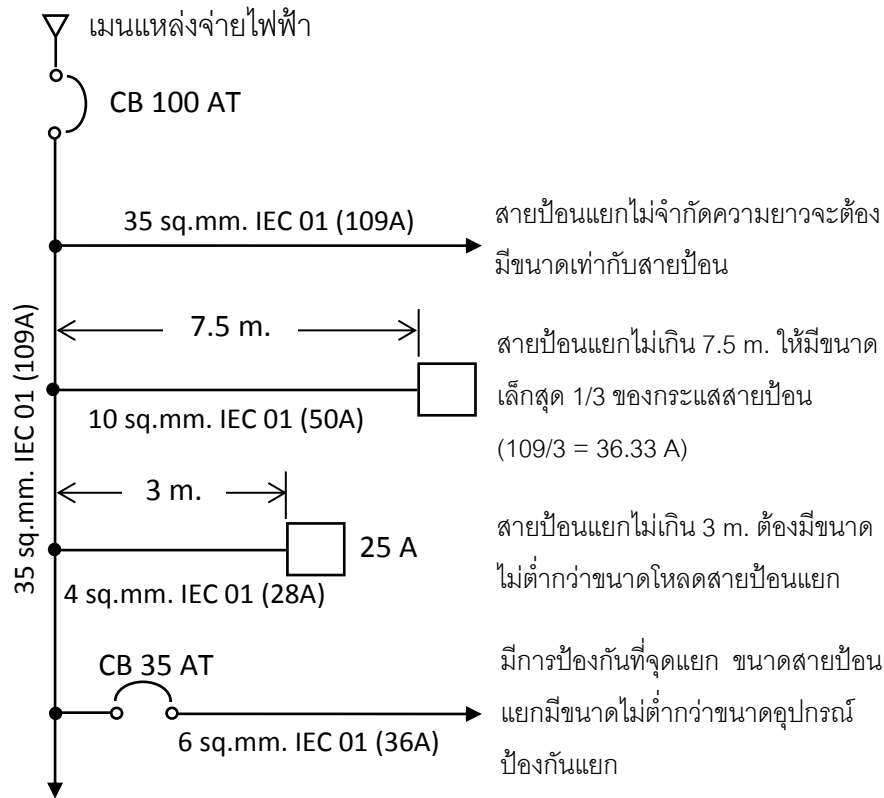 เมนแหล่งจ่ายไฟฟ้า
CB 100 AT
35 sq.mm. IEC 01 (109A)
สายป้อนแยกไม่จำกัดความยาวจะต้อง
มีขนาดเท่ากับสายป้อน
35 sq.mm. IEC 01 (109A)
7.5 m.
10 sq.mm. IEC 01 (50A)
สายป้อนแยกไม่เกิน 7.5 m. ให้มีขนาด
เล็กสุด 1/3 ของกระแสสายป้อน
(109/3 = 36.33 A)
3 m.
25 A
4 sq.mm. IEC 01 (28A)
สายป้อนแยกไม่เกิน 3 m. ต้องมีขนาด
ไม่ต่ำกว่าขนาดโหลดสายป้อนแยก
CB 35 AT
6 sq.mm. IEC 01 (36A)
มีการป้องกันที่จุดแยก ขนาดสายป้อน
แยกมีขนาดไม่ต่ำกว่าขนาดอุปกรณ์
ป้องกันแยก